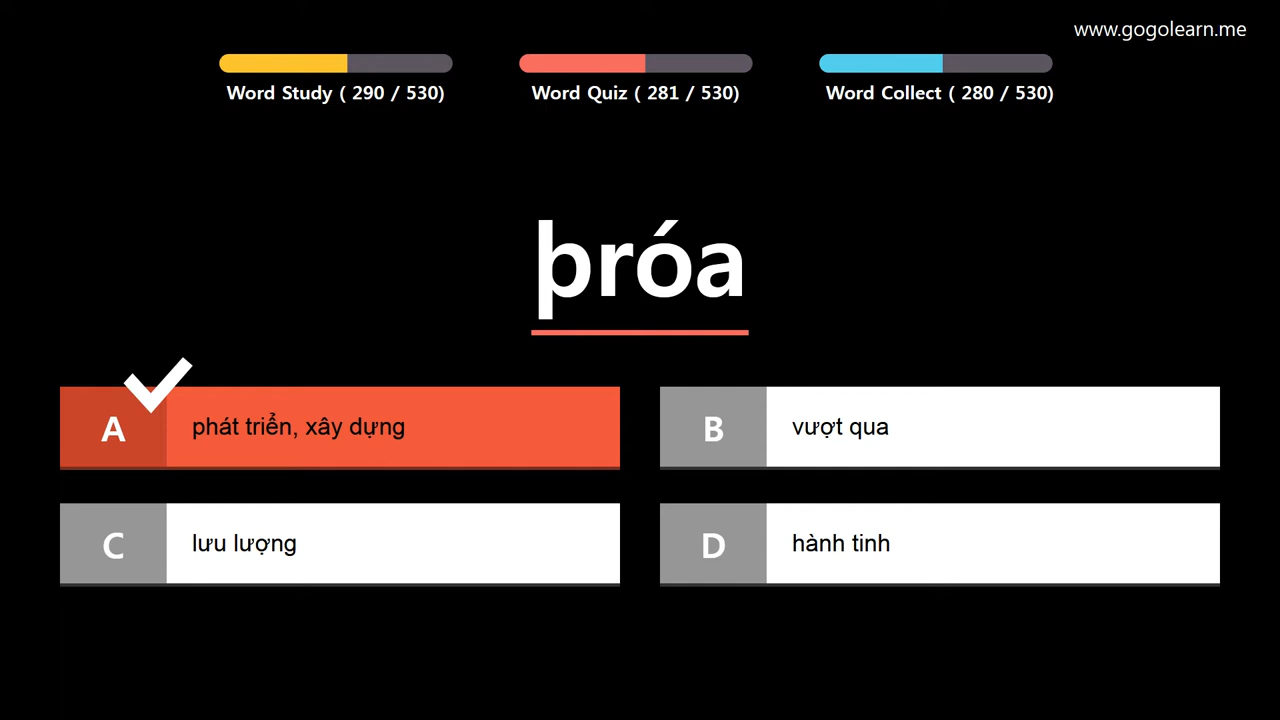 www.gogolearn.me
Word Study ( 290 / 530)
Word Quiz ( 281 / 530)
Word Collect ( 280 / 530)
þróa
A
phát triển, xây dựng
B
vượt qua
C
lưu lượng
D
hành tinh